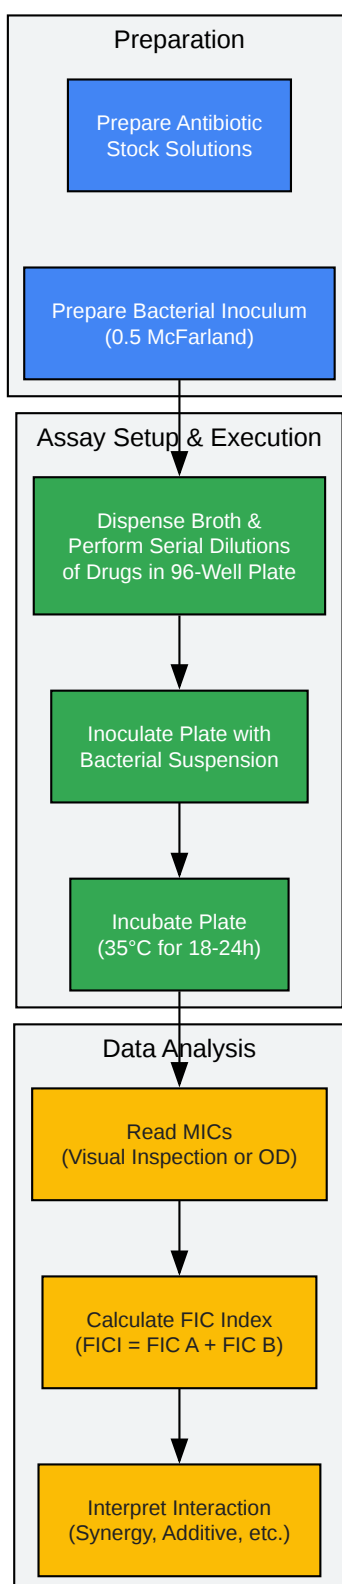 Preparation
Prepare Antibiotic
Stock Solutions
Prepare Bacterial Inoculum
(0.5 McFarland)
Assay Setup & Execution
Dispense Broth &
Perform Serial Dilutions
of Drugs in 96-Well Plate
Inoculate Plate with
Bacterial Suspension
Incubate Plate
(35°C for 18-24h)
Data Analysis
Read MICs
(Visual Inspection or OD)
Calculate FIC Index
(FICI = FIC A + FIC B)
Interpret Interaction
(Synergy, Additive, etc.)